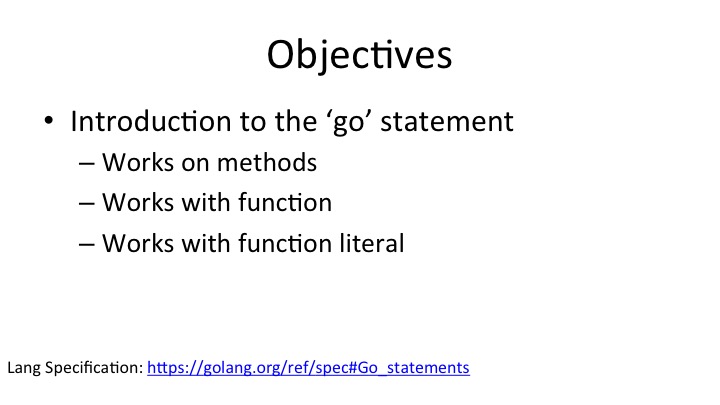 Objectives
• Introduction to the ‘go’ statement
– Works on methods
– Works with function
– Works with function literal
Lang Specification: https://golang.org/ref/spec#Go_statements